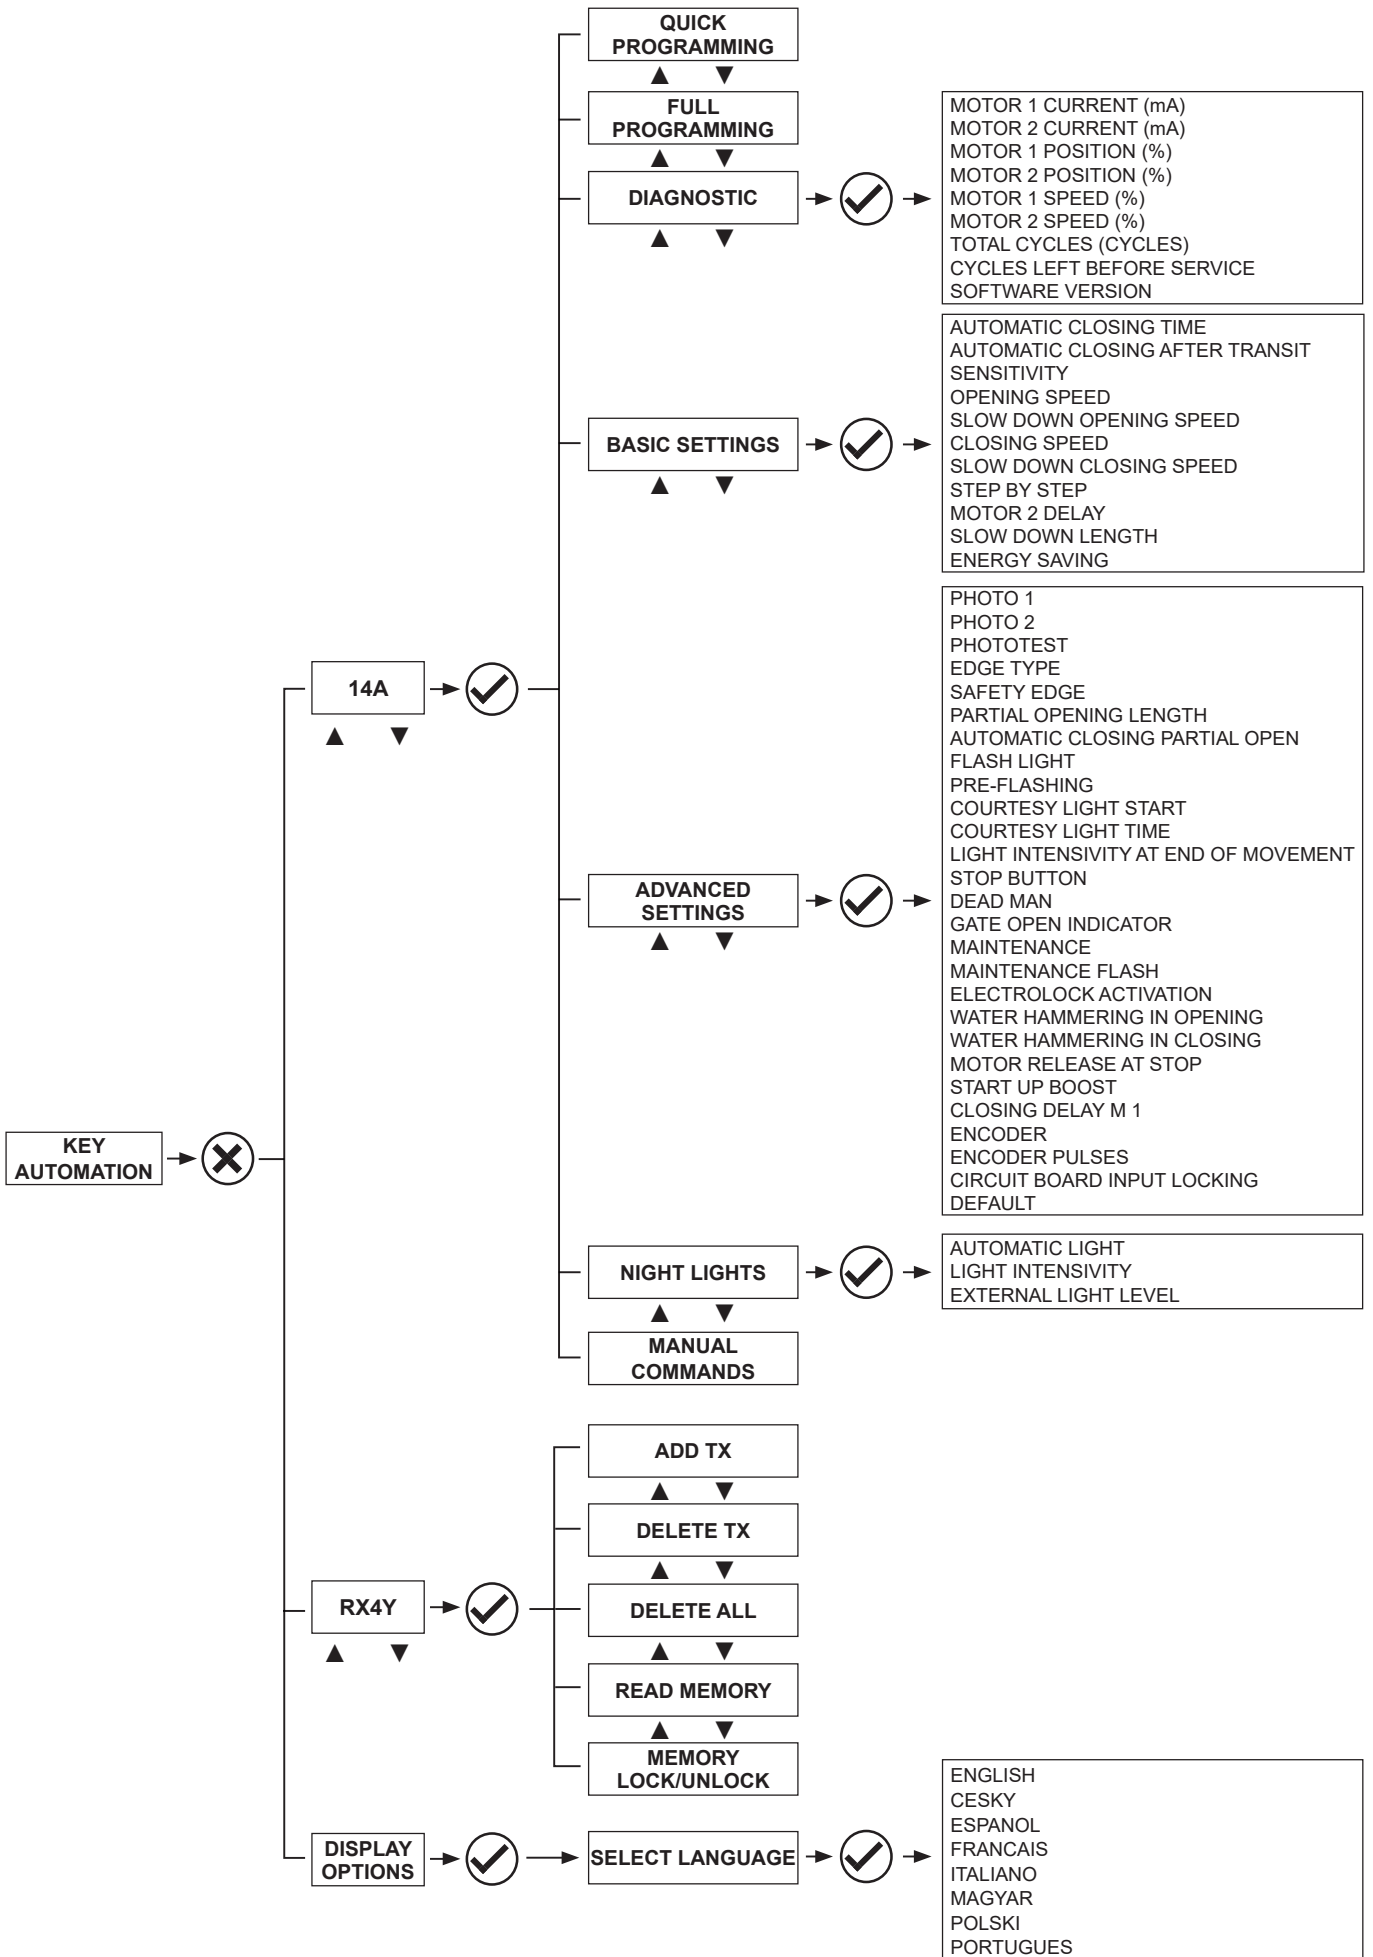 QUICK
PROGRAMMING
FULL
PROGRAMMING
DIAGNOSTIC
MOTOR 1 CURRENT (mA)
MOTOR 2 CURRENT (mA)
MOTOR 1 POSITION (%)
MOTOR 2 POSITION (%)
MOTOR 1 SPEED (%)
MOTOR 2 SPEED (%)
TOTAL CYCLES (CYCLES)
CYCLES LEFT BEFORE SERVICE
SOFTWARE VERSION
BASIC SETTINGS
AUTOMATIC CLOSING TIME
AUTOMATIC CLOSING AFTER TRANSIT
SENSITIVITY
OPENING SPEED
SLOW DOWN OPENING SPEED
CLOSING SPEED
SLOW DOWN CLOSING SPEED
STEP BY STEP
MOTOR 2 DELAY
SLOW DOWN LENGTH
ENERGY SAVING
14A
ADVANCED
SETTINGS
PHOTO 1
PHOTO 2
PHOTOTEST
EDGE TYPE
SAFETY EDGE
PARTIAL OPENING LENGTH
AUTOMATIC CLOSING PARTIAL OPEN
FLASH LIGHT
PRE-FLASHING
COURTESY LIGHT START
COURTESY LIGHT TIME
LIGHT INTENSIVITY AT END OF MOVEMENT
STOP BUTTON
DEAD MAN
GATE OPEN INDICATOR
MAINTENANCE
MAINTENANCE FLASH
ELECTROLOCK ACTIVATION
WATER HAMMERING IN OPENING
WATER HAMMERING IN CLOSING
MOTOR RELEASE AT STOP
START UP BOOST
CLOSING DELAY M 1
ENCODER
ENCODER PULSES
CIRCUIT BOARD INPUT LOCKING
DEFAULT
KEY
AUTOMATION
NIGHT LIGHTS
AUTOMATIC LIGHT
LIGHT INTENSIVITY
EXTERNAL LIGHT LEVEL
MANUAL
COMMANDS
ADD TX
DELETE TX
RX4Y
DELETE ALL
READ MEMORY
MEMORY
LOCK/UNLOCK
DISPLAY
OPTIONS
SELECT LANGUAGE
ENGLISH
CESKY
ESPANOL
FRANCAIS
ITALIANO
MAGYAR
POLSKI
PORTUGUES